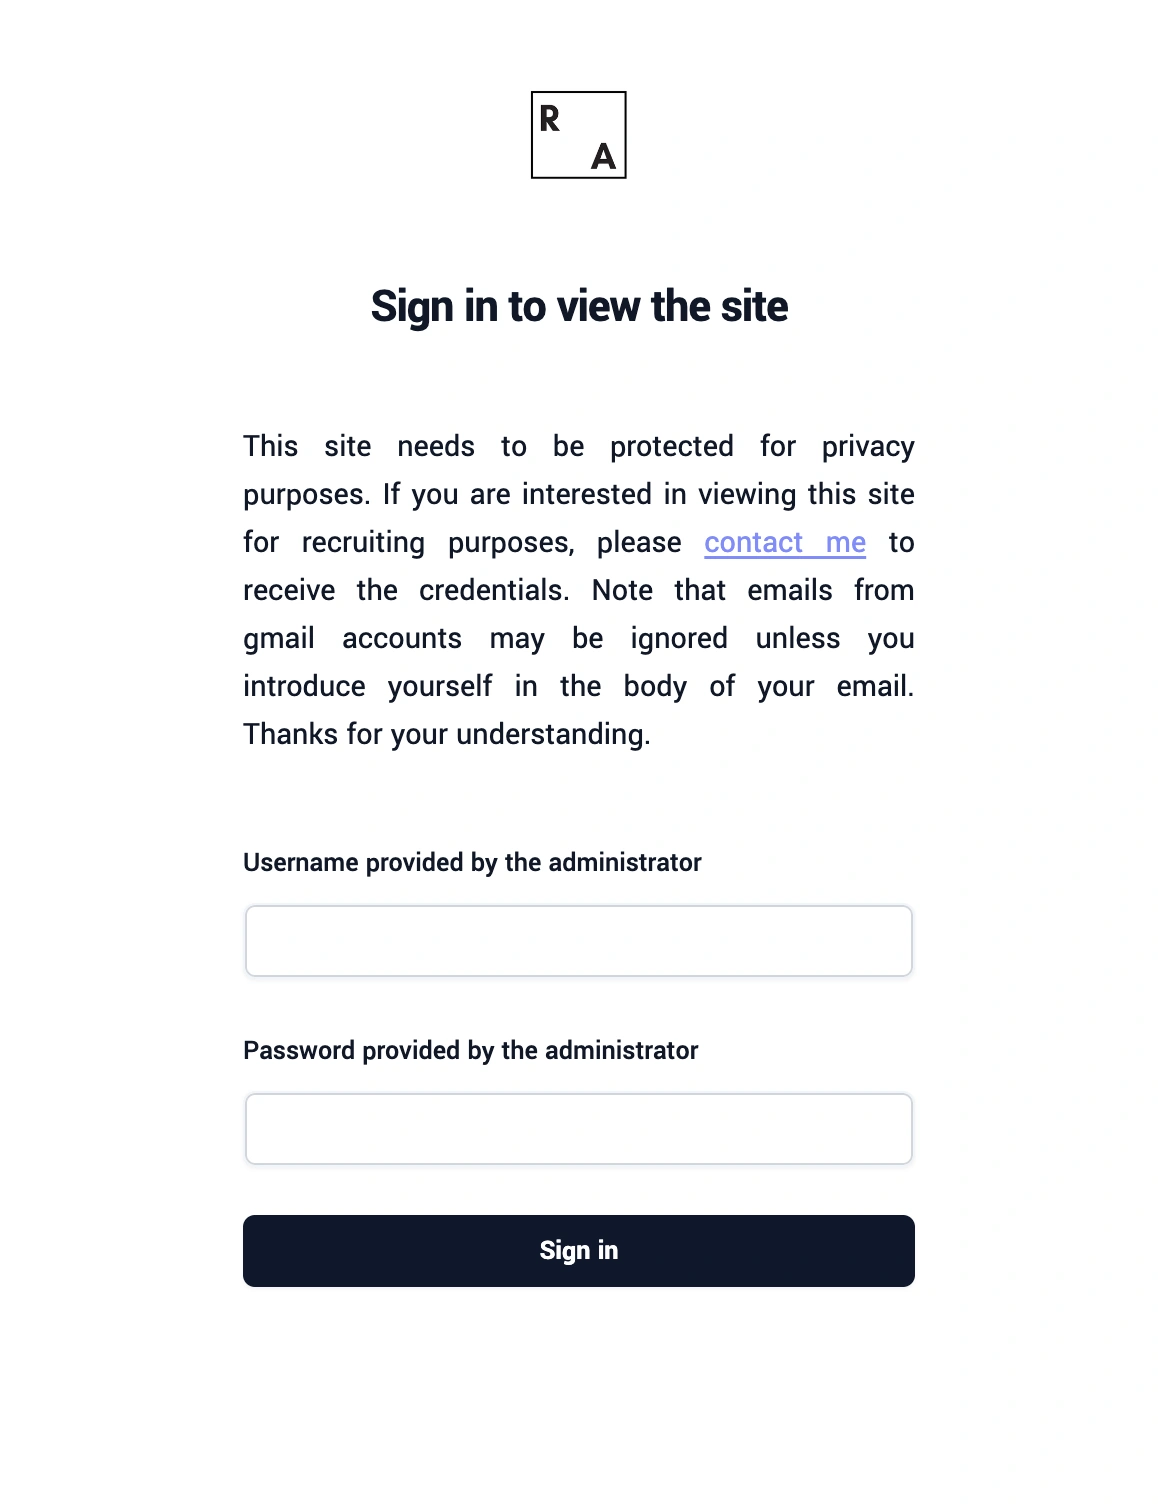 R
A
Sign in to view the site
This site needs to be protected for privacy
purposes. If you are interested in viewing this site
for recruiting purposes, please contact me to
receive the credentials. Note that emails from
gmail accounts may be ignored unless you
introduce yourself in the body of your email.
Thanks for your understanding.
Username provided by the administrator
Password provided by the administrator
Sign in